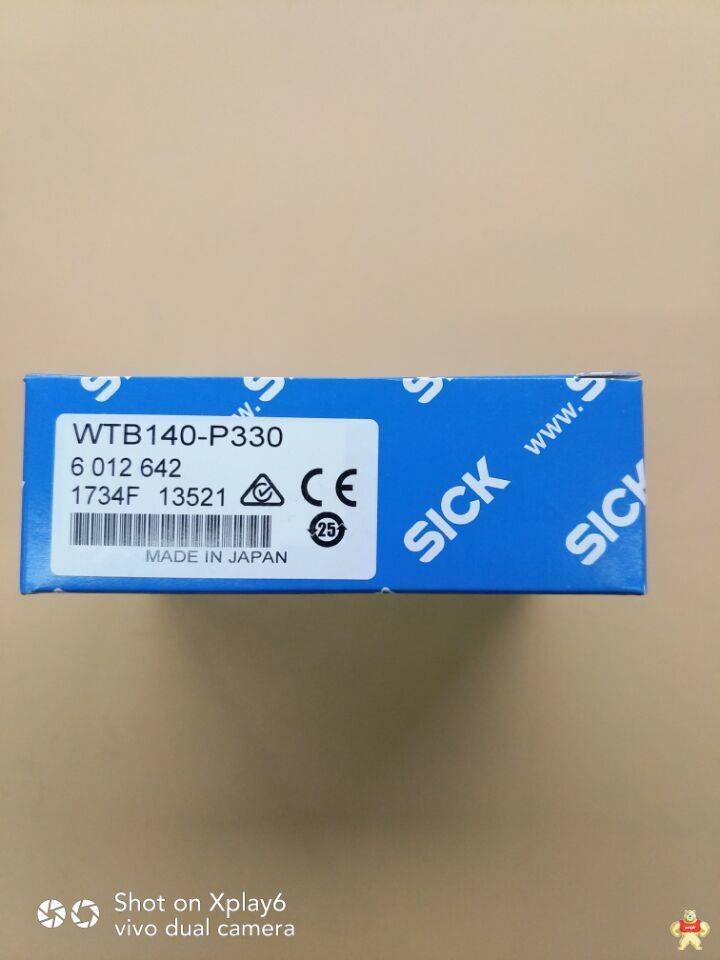 WTB140-P330
6 012 642
1734F 13521
CE
25
MADE IN JAPAN
SICK
www.
SICK
S
S
S
w.
Shot on Xplay6
vivo dual camera